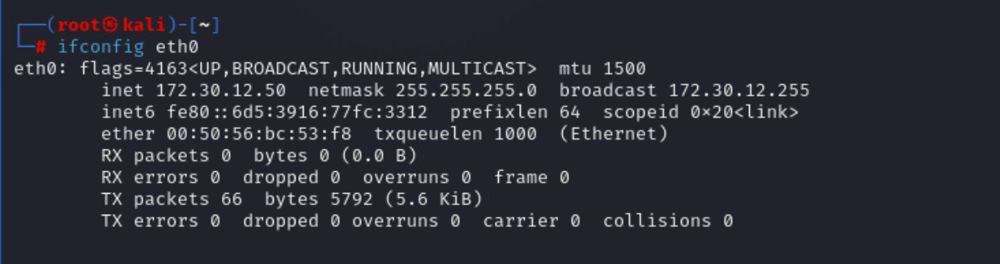 ┌──(root㉿kali)-[~]
└─# ifconfig eth0
eth0: flags=4163<UP,BROADCAST,RUNNING,MULTICAST>  mtu 1500
        inet 172.30.12.50  netmask 255.255.255.0  broadcast 172.30.12.255
        inet6 fe80::6d5:3916:77fc:3312  prefixlen 64  scopeid 0×20<link>
        ether 00:50:56:bc:53:f8  txqueuelen 1000  (Ethernet)
        RX packets 0  bytes 0 (0.0 B)
        RX errors 0  dropped 0  overruns 0  frame 0
        TX packets 66  bytes 5792 (5.6 KiB)
        TX errors 0  dropped 0 overruns 0  carrier 0  collisions 0